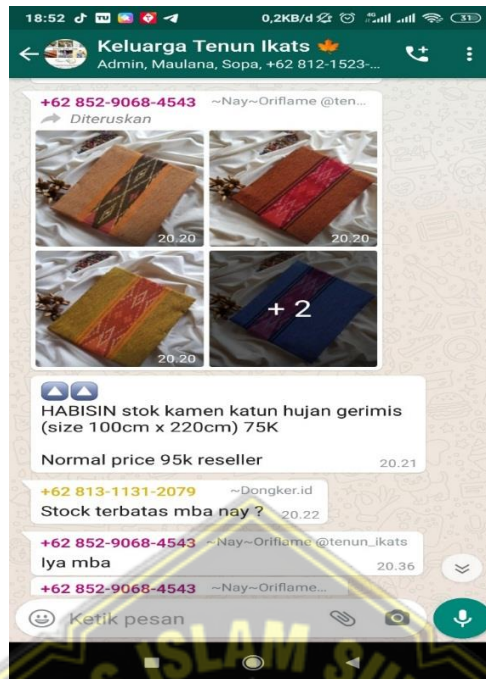 18:52
0,2KB/d
31
Keluarga Tenun Ikats
Admin, Maulana, Sopa, +62 812-1523-...
+62 852-9068-4543 ~Nay~Oriflame @ten...
Diteruskan
20.20
20.20
20.20
+ 2
HABISIN stok kamen katun hujan gerimis
(size 100cm x 220cm) 75K
Normal price 95k reseller
20.21
+62 813-1131-2079 ~Dongker.id
Stock terbatas mba nay ? 20.22
+62 852-9068-4543 ~Nay~Oriflame @tenun_ikats
Iya mba
20.36
+62 852-9068-4543 ~Nay~Oriflame...
Ketik pesan
ISLAM